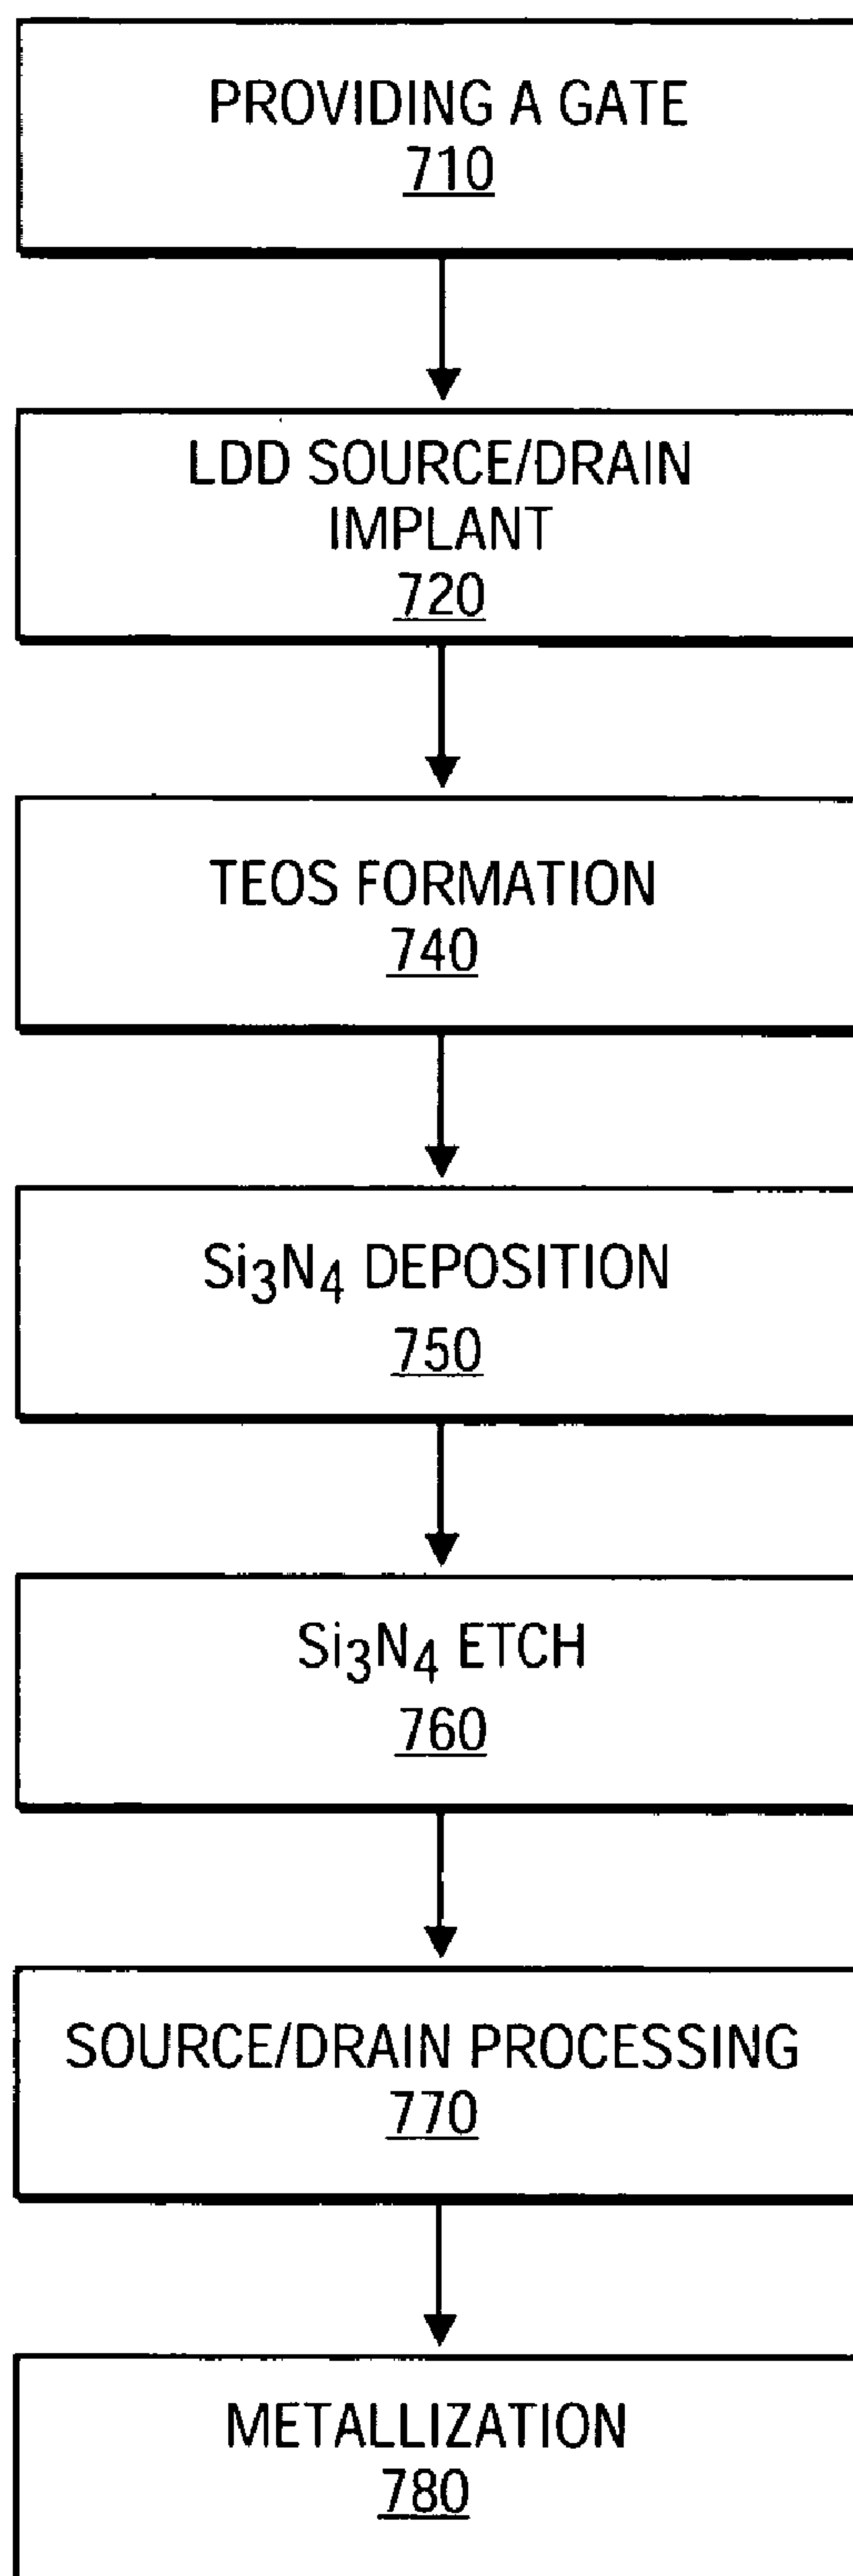 PROVIDING A GATE
710
LDD SOURCE/DRAIN
IMPLANT
720
TEOS FORMATION
740
Si₃N₄ DEPOSITION
750
Si₃N₄ ETCH
760
SOURCE/DRAIN PROCESSING
770
METALLIZATION
780